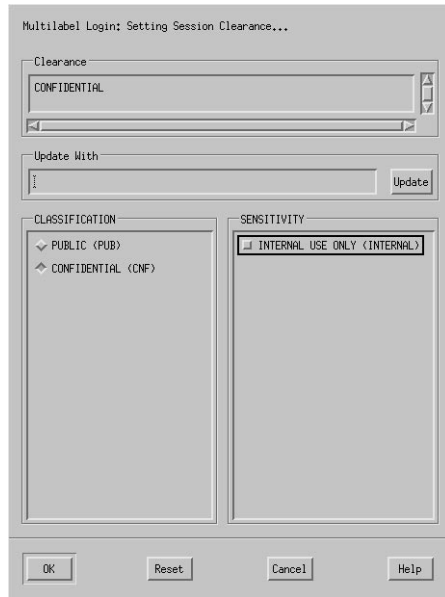 Multilabel Login: Setting Session Clearance...
Clearance
CONFIDENTIAL
Update With
Update
CLASSIFICATION
PUBLIC (PUB)
CONFIDENTIAL (CNF)
SENSITIVITY
INTERNAL USE ONLY (INTERNAL)
OK
Reset
Cancel
Help